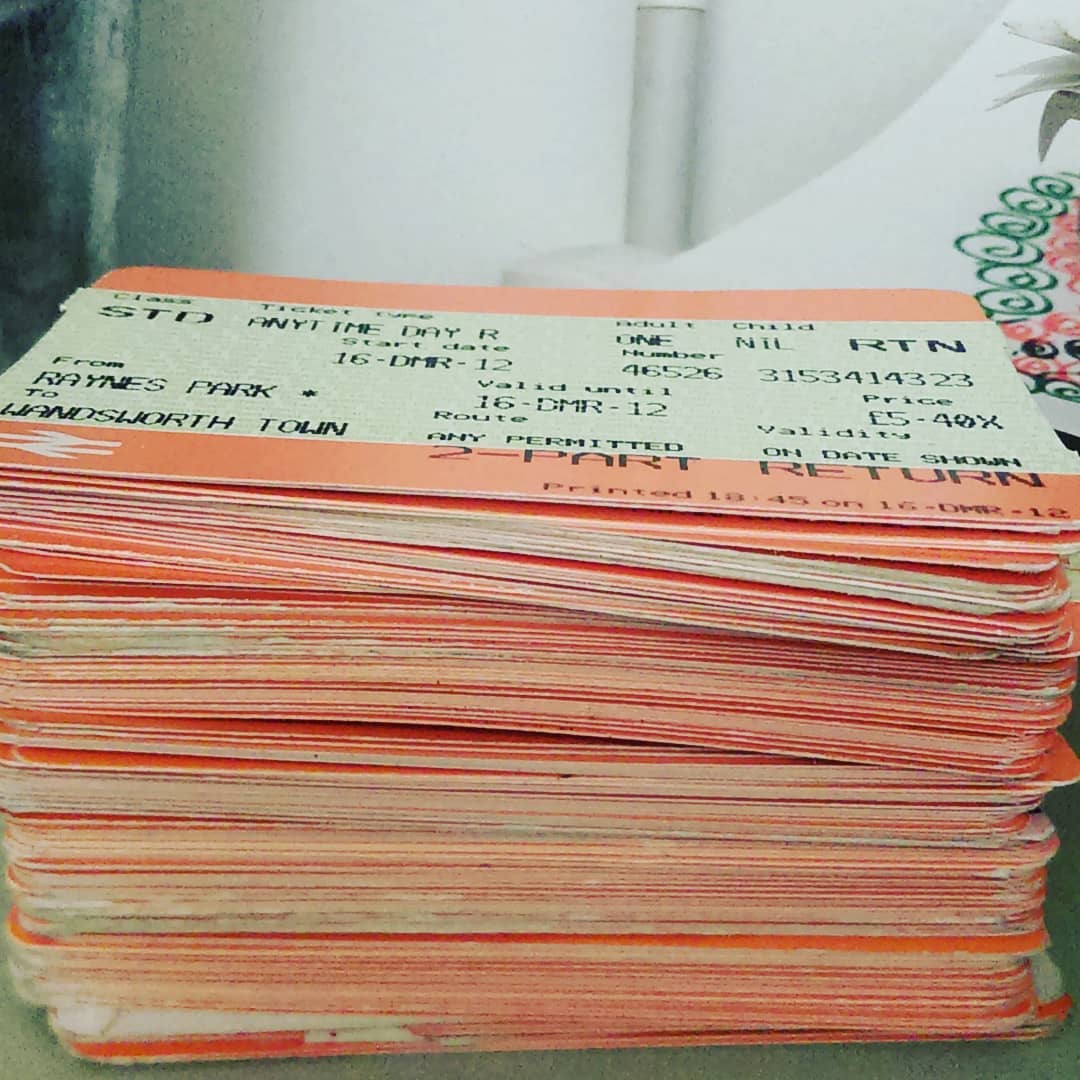 Class Ticket type Adult Child
STD ANYTIME DAY R ONE NIL RTN
Start date Number
16-DMR-12 46526 3153414323
From Valid until Price
RAYNES PARK * 16-DMR-12 £5-40X
To Route Validity
WANDSWORTH TOWN ANY PERMITTED ON DATE SHOWN
2-PART RETURN
Printed 18:45 on 16-DMR-12